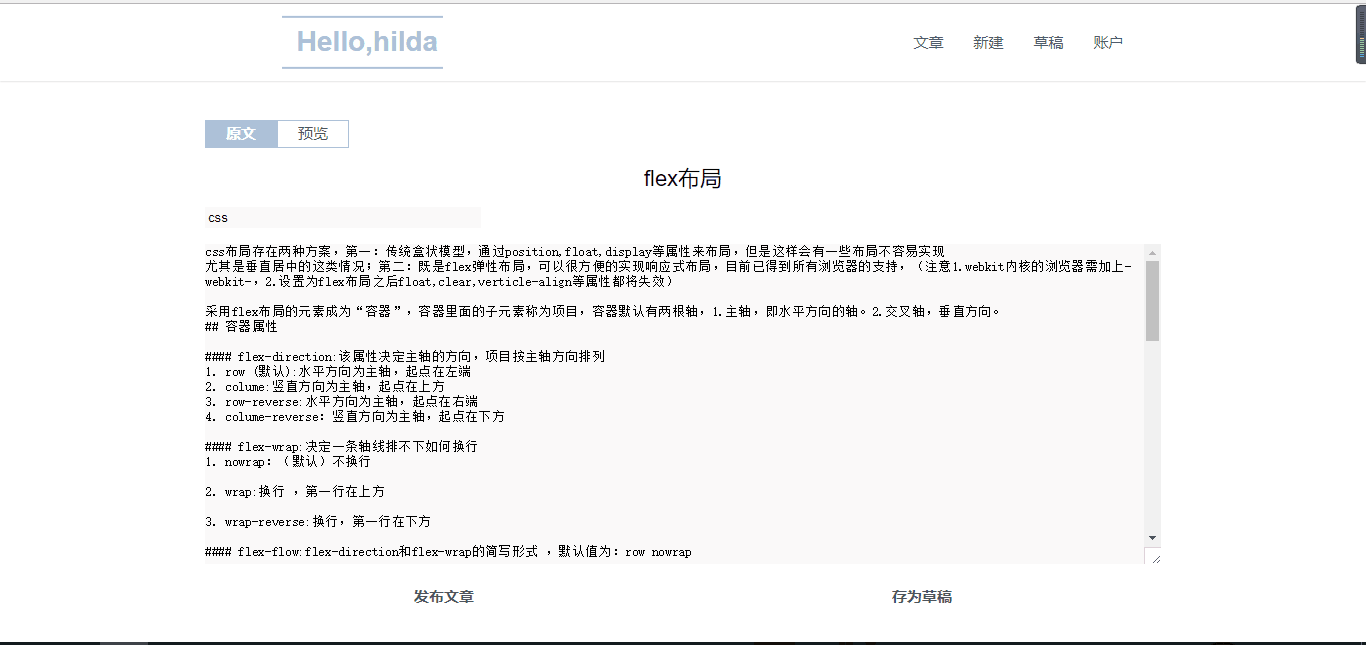 Hello,hilda
文章 新建 草稿 账户
原文 预览
flex布局
css
css布局存在两种方案，第一：传统盒状模型，通过position,float,display等属性来布局，但是这样会有一些布局不容易实现
尤其是垂直居中的这类情况；第二：既是flex弹性布局，可以很方便的实现响应式布局，目前已得到所有浏览器的支持，（注意1.webkit内核的浏览器需加上-
webkit-，2.设置为flex布局之后float,clear,verticle-align等属性都将失效）
采用flex布局的元素成为“容器”，容器里面的子元素称为项目，容器默认有两根轴，1.主轴，即水平方向的轴。2.交叉轴，垂直方向。
## 容器属性
#### flex-direction:该属性决定主轴的方向，项目按主轴方向排列
1. row (默认):水平方向为主轴，起点在左端
2. colume:竖直方向为主轴，起点在上方
3. row-reverse:水平方向为主轴，起点在右端
4. colume-reverse: 竖直方向为主轴，起点在下方
#### flex-wrap:决定一条轴线排不下如何换行
1. nowrap: （默认）不换行
2. wrap:换行 ，第一行在上方
3. wrap-reverse:换行，第一行在下方
#### flex-flow:flex-direction和flex-wrap的简写形式 ，默认值为: row nowrap
发布文章 存为草稿